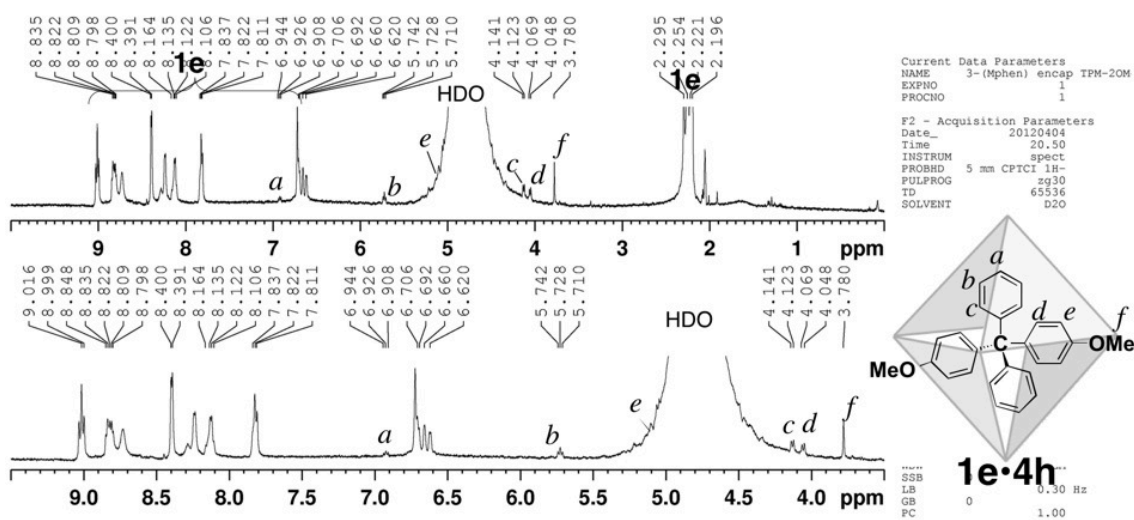 8.835 8.822 8.809 8.798 8.400 8.391 8.164 8.135 8.122 8.106 7.837 7.822 7.811 6.944 6.926 6.908 6.706 6.692 6.660 6.620 5.742 5.728 5.710 4.141 4.123 4.069 4.048 3.780 2.295 2.254 2.221 2.196
1e
1e
HDO
e
c
d
f
a
b
9 8 7 6 5 4 3 2 1 ppm
9.016 8.999 8.848 8.835 8.822 8.809 8.798 8.400 8.391 8.164 8.135 8.122 8.106 7.837 7.822 7.811 6.944 6.926 6.908 6.706 6.692 6.660 6.620 5.742 5.728 5.710 4.141 4.123 4.069 4.048 3.780
HDO
e
a
b
c d
f
9.0 8.5 8.0 7.5 7.0 6.5 6.0 5.5 5.0 4.5 4.0 ppm
Current Data Parameters
NAME 3-(Mphen) encap TPM-2OM
EXPNO 1
PROCNO 1
F2 - Acquisition Parameters
Date_ 20120404
Time 20.50
INSTRUM spect
PROBHD 5 mm CPTCI 1H-
PULPROG zg30
TD 65536
SOLVENT D2O
a
b
c
d e
f
C
OMe
MeO
1e•4h
SSB
LB 0.30 Hz
GB 0
PC 1.00